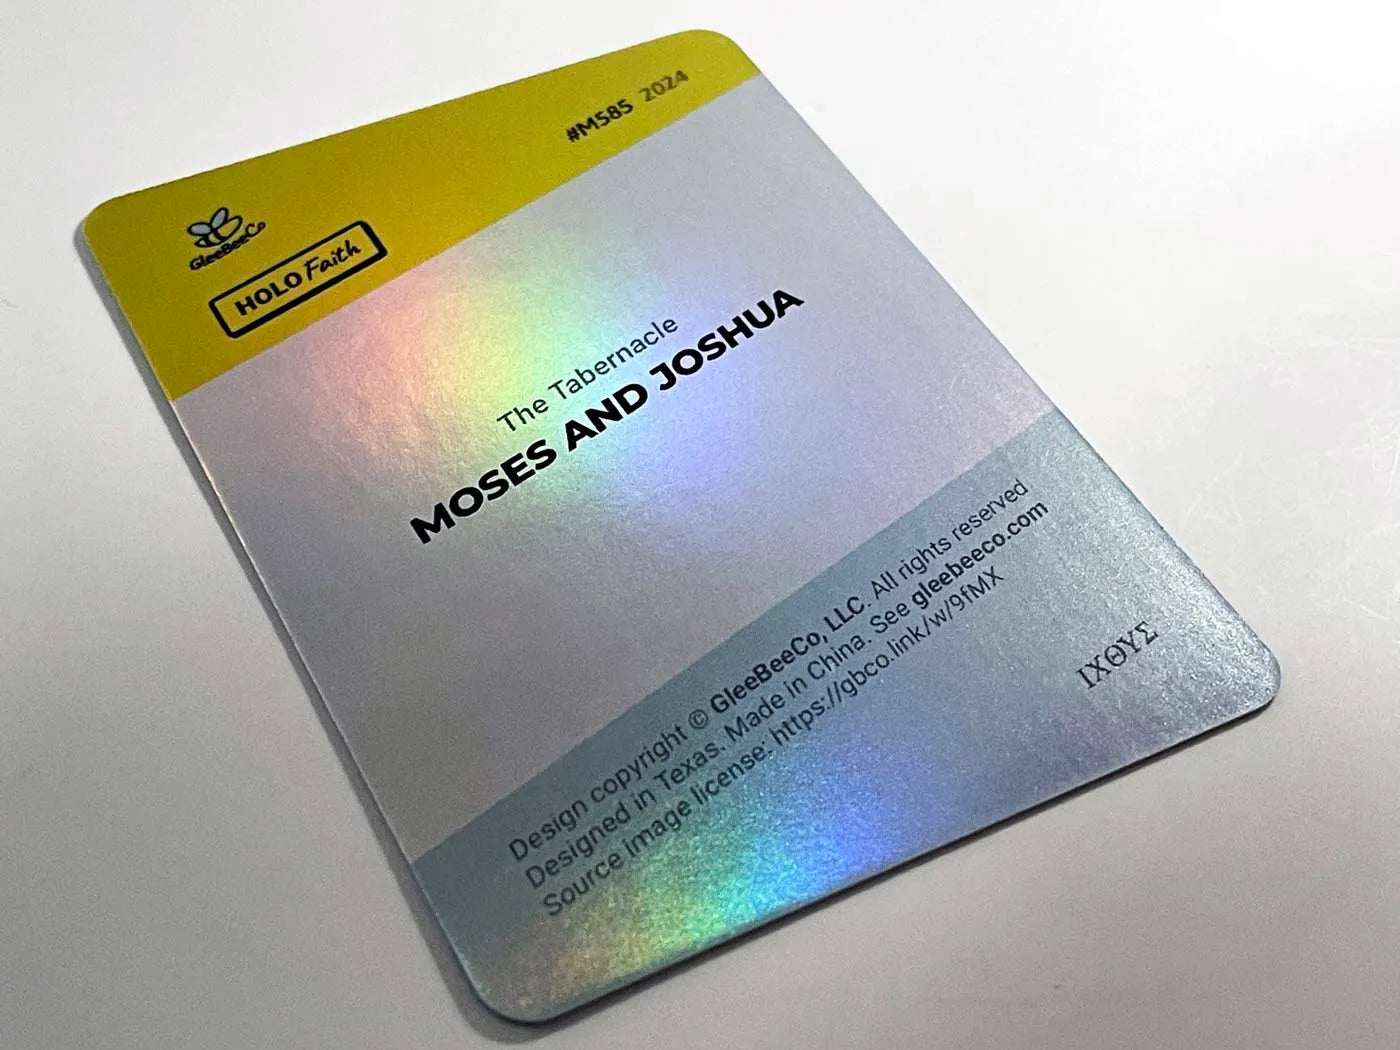 #M585 2024
GleeBeeCo
HOLO Faith
The Tabernacle
MOSES AND JOSHUA
Design copyright © GleeBeeCo, LLC. All rights reserved
Designed in Texas. Made in China. See gleebeeco.com
Source image license: https://gbco.link/w/9fMX
ΙΧΘΥΣ